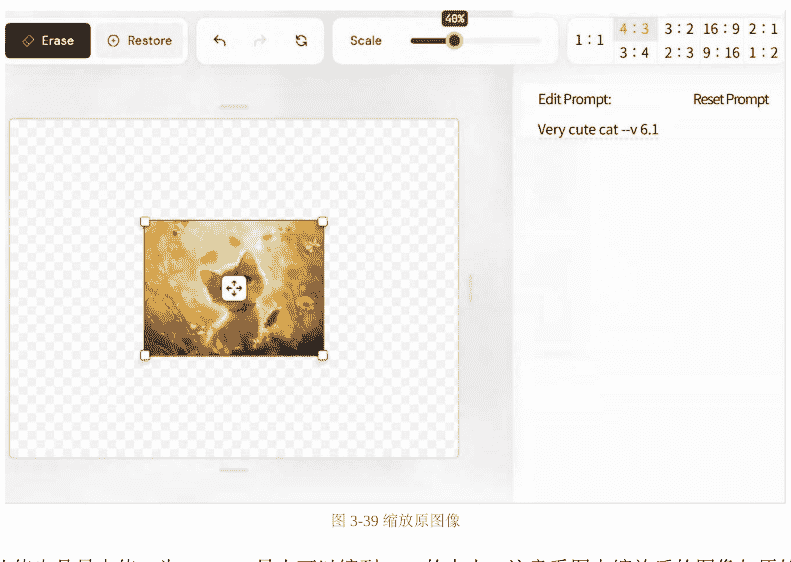 40%
Erase Restore Scale 1:1 4:3 3:2 16:9 2:1
3:4 2:3 9:16 1:2
Edit Prompt: Reset Prompt
Very cute cat --v 6.1
图 3-39 缩放原图像